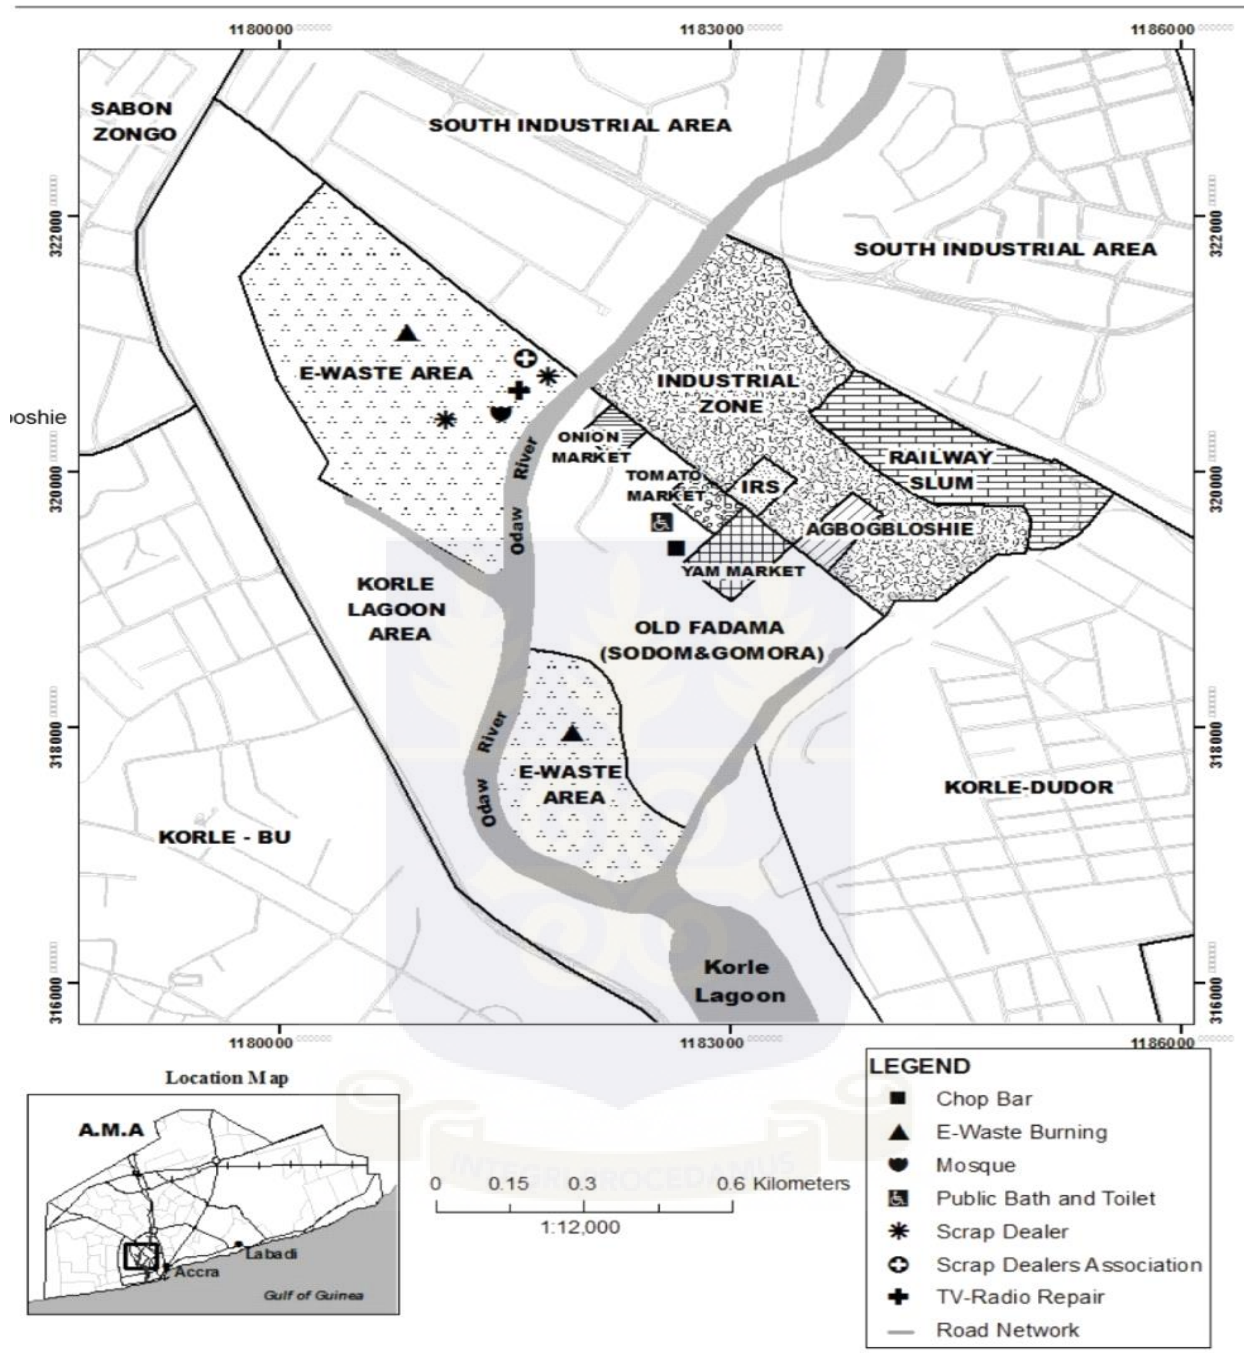 1180000
1183000
1186000
SABON
ZONGO
SOUTH INDUSTRIAL AREA
322000
322000
SOUTH INDUSTRIAL AREA
E-WASTE AREA
INDUSTRIAL
ZONE
boshie
ONION
MARKET
River
TOMATO
MARKET
IRS
RAILWAY
SLUM
320000
320000
Odaw
AGBOGBLOSHIE
YAM MARKET
KORLE
LAGOON
AREA
OLD FADAMA
(SODOM&GOMORA)
318000
318000
River
E-WASTE
AREA
Odaw
KORLE-DUDOR
KORLE - BU
Korle
Lagoon
316000
316000
1180000
1183000
1186000
Location Map
A.M.A
Labadi
Accra
Gulf of Guinea
INTEGRI PROCEDAMUS
0 0.15 0.3 0.6 Kilometers
1:12,000
LEGEND
Chop Bar
E-Waste Burning
Mosque
Public Bath and Toilet
Scrap Dealer
Scrap Dealers Association
TV-Radio Repair
Road Network